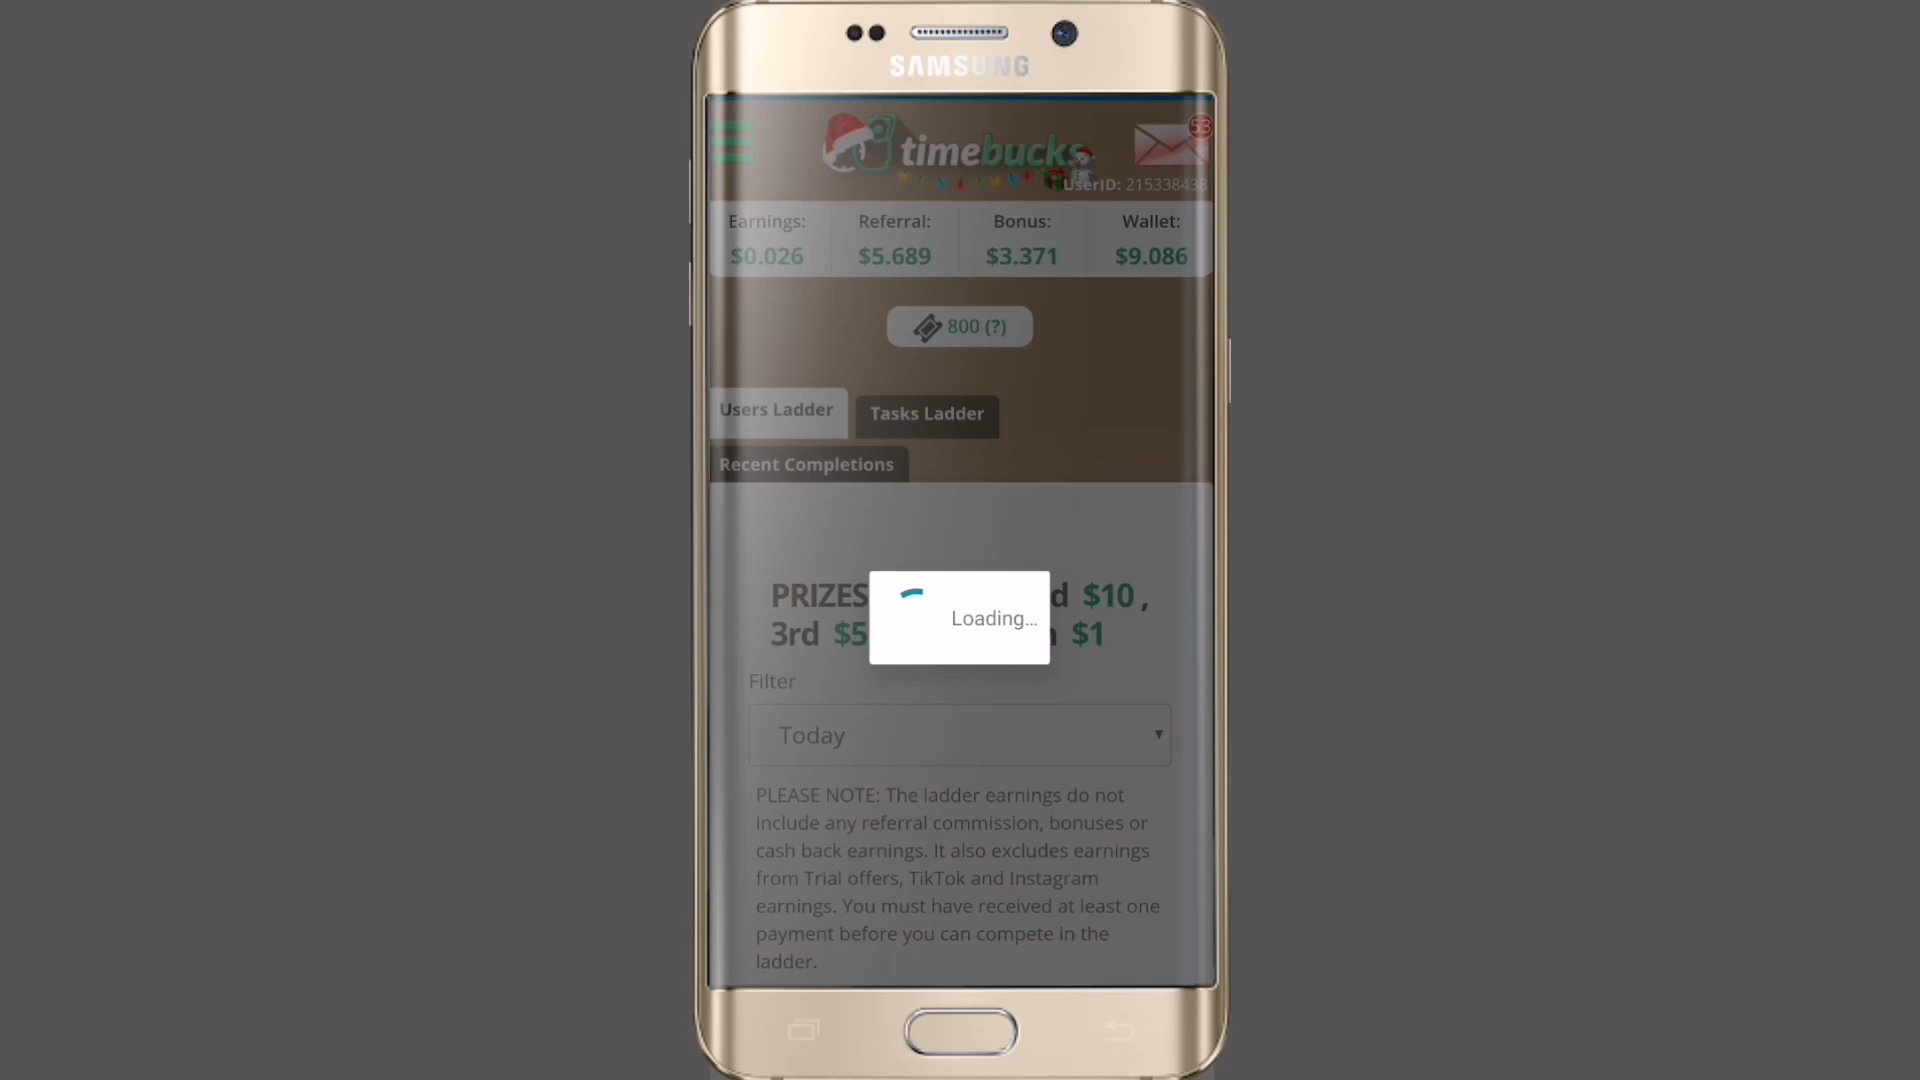 SAMSUNG
timebucks
53
UserID: 215338438
Earnings: Referral: Bonus: Wallet:
$0.026 $5.689 $3.371 $9.086
800 (?)
Users Ladder Tasks Ladder
Recent Completions
PRIZES d $10 ,
3rd $5 $1
Loading...
Filter
Today
PLEASE NOTE: The ladder earnings do not
include any referral commission, bonuses or
cash back earnings. It also excludes earnings
from Trial offers, TikTok and Instagram
earnings. You must have received at least one
payment before you can compete in the
ladder.